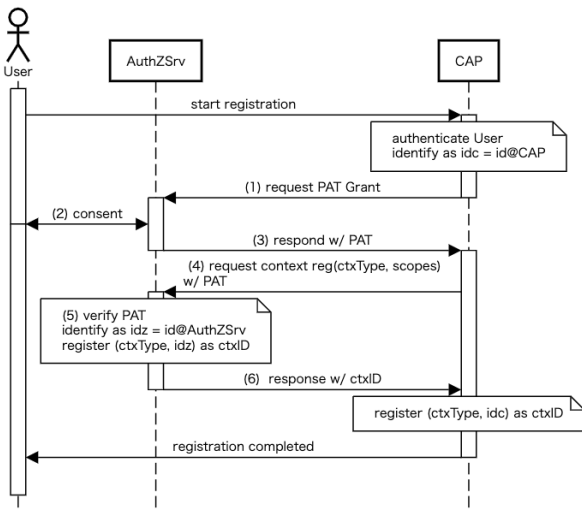 User
AuthZSrv
CAP
start registration
authenticate User
identify as idc = id@CAP
(1) request PAT Grant
(2) consent
(3) respond w/ PAT
(4) request context reg(ctxType, scopes)
w/ PAT
(5) verify PAT
identify as idz = id@AuthZSrv
register (ctxType, idz) as ctxID
(6) response w/ ctxID
register (ctxType, idc) as ctxID
registration completed